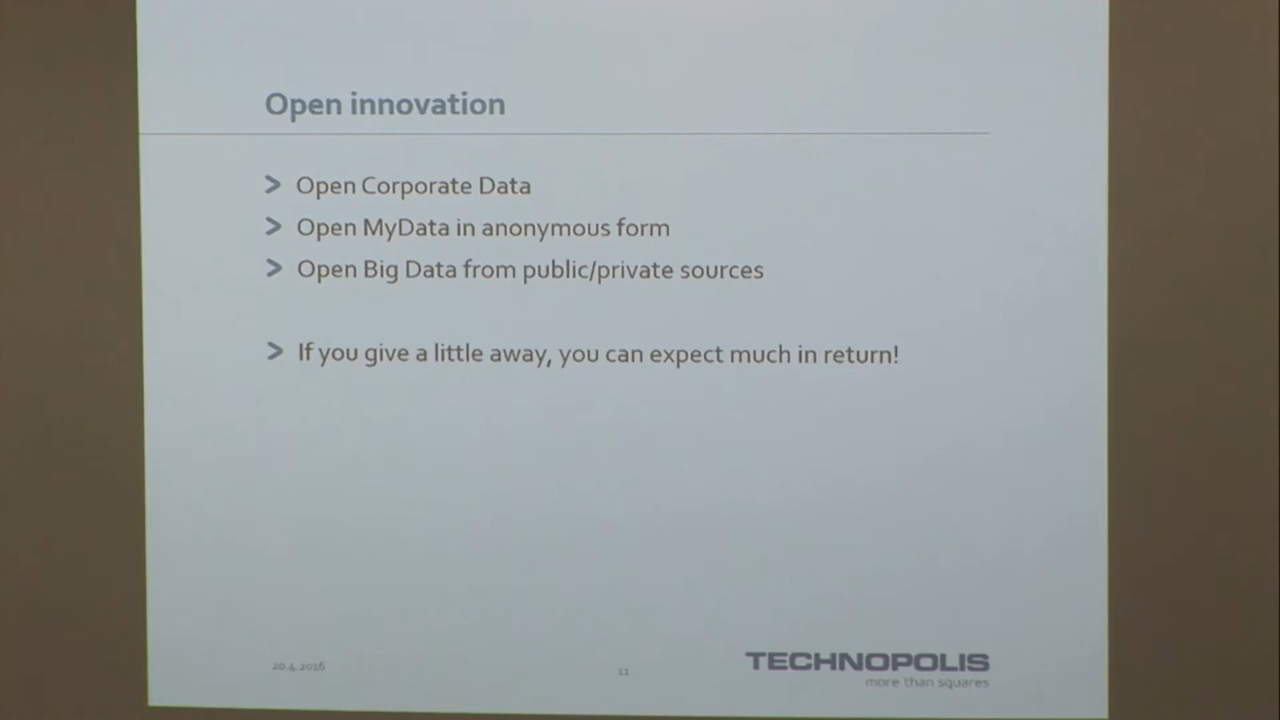 Open innovation
> Open Corporate Data
> Open MyData in anonymous form
> Open Big Data from public/private sources
> If you give a little away, you can expect much in return!
20.4.2016
11
TECHNOPOLIS
more than squares